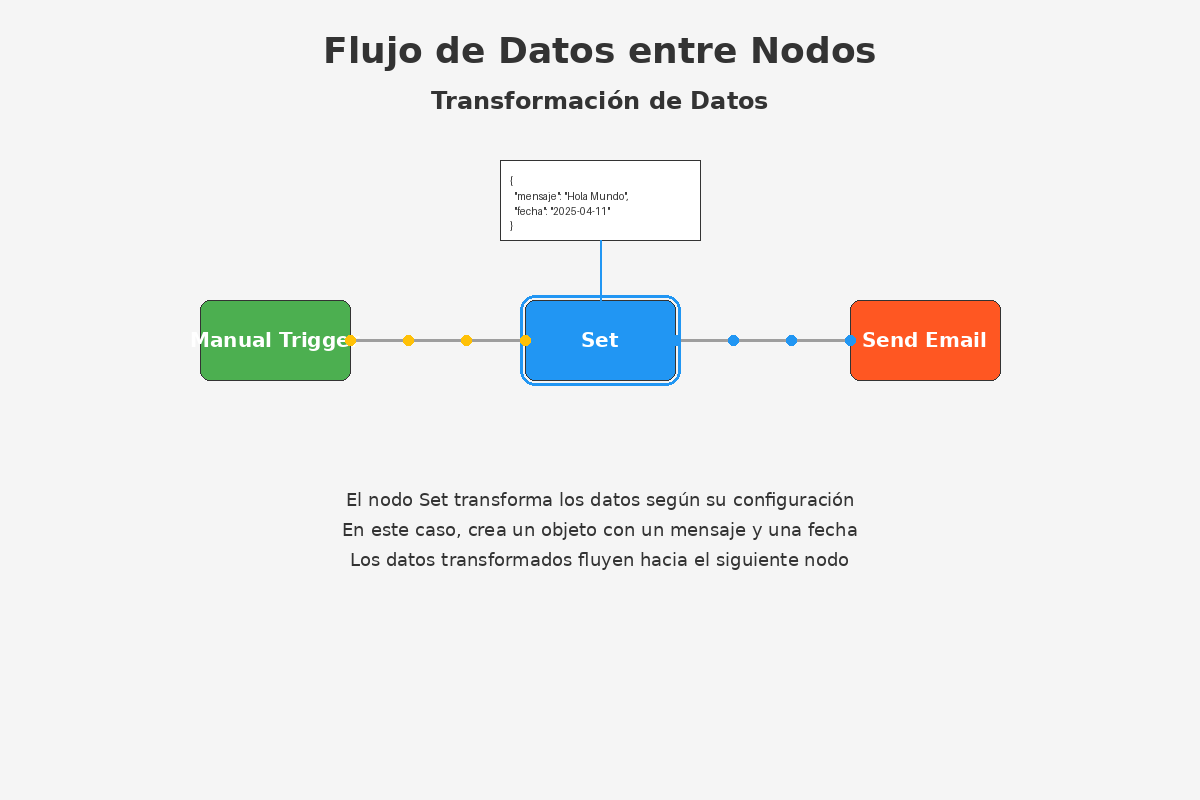 Flujo de Datos entre Nodos
Transformación de Datos
{
"mensaje": "Hola Mundo",
"fecha": "2025-04-11"
}
Manual Trigge
Set
Send Email
El nodo Set transforma los datos según su configuración
En este caso, crea un objeto con un mensaje y una fecha
Los datos transformados fluyen hacia el siguiente nodo